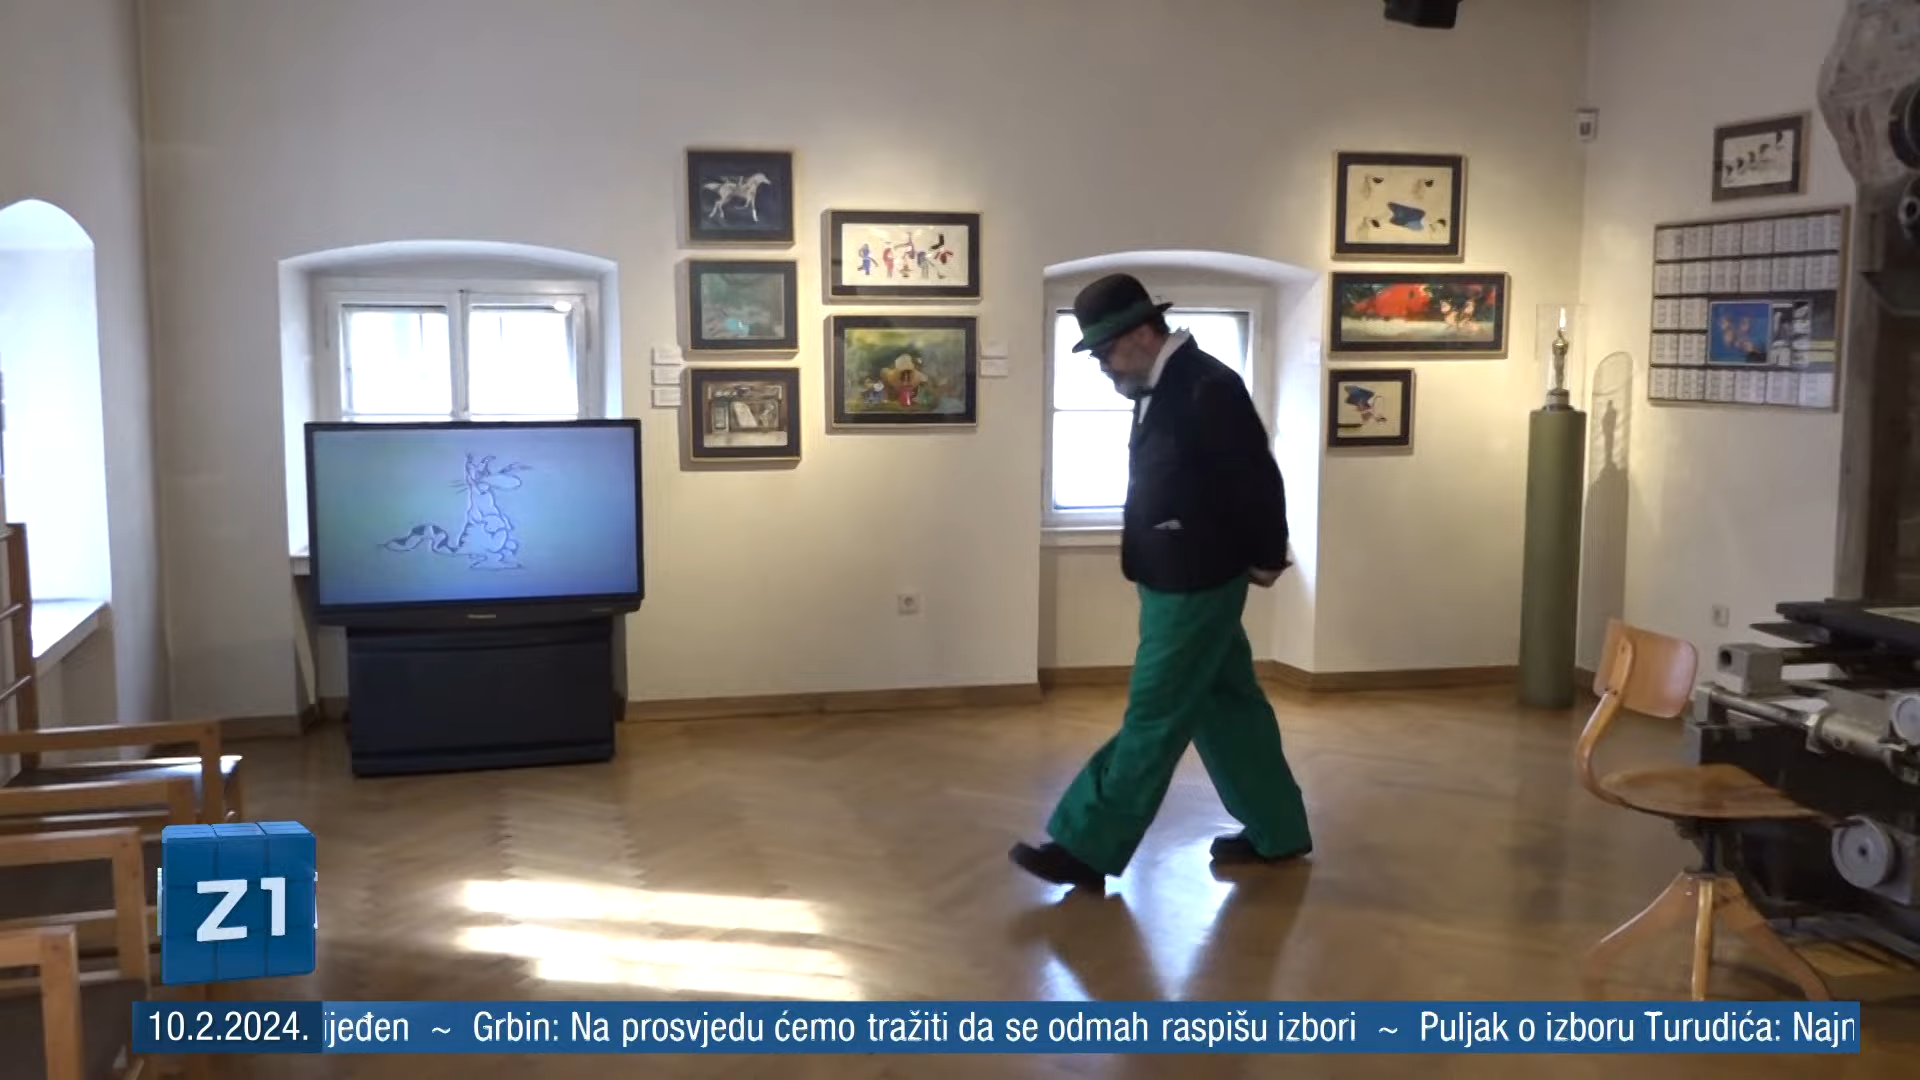 Z1
10.2.2024. ijeđen ~ Grbin: Na prosvjedu ćemo tražiti da se odmah raspišu izbori ~ Puljak o izboru Turudića: Najn